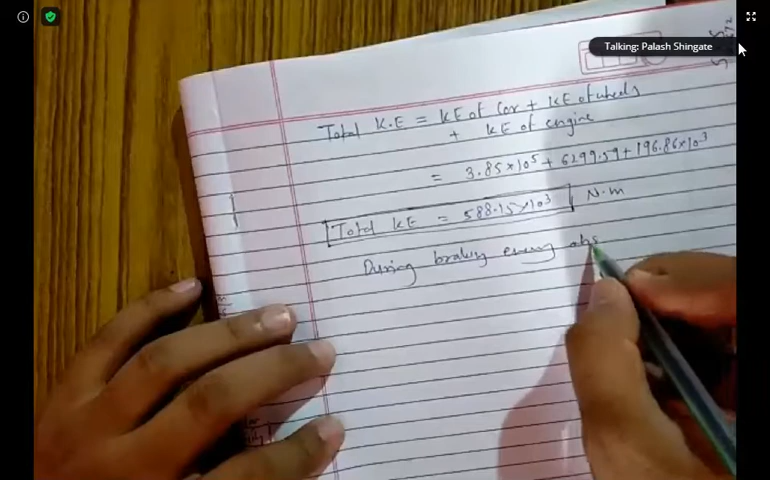 Talking: Palash Shingate
Total K.E = KE of Car + KE of wheels
+ KE of engine
= 3.85×10⁵ + 6299.59 + 196.86×10³
Total KE = 588.15×10³ N.m
During braking energy abs